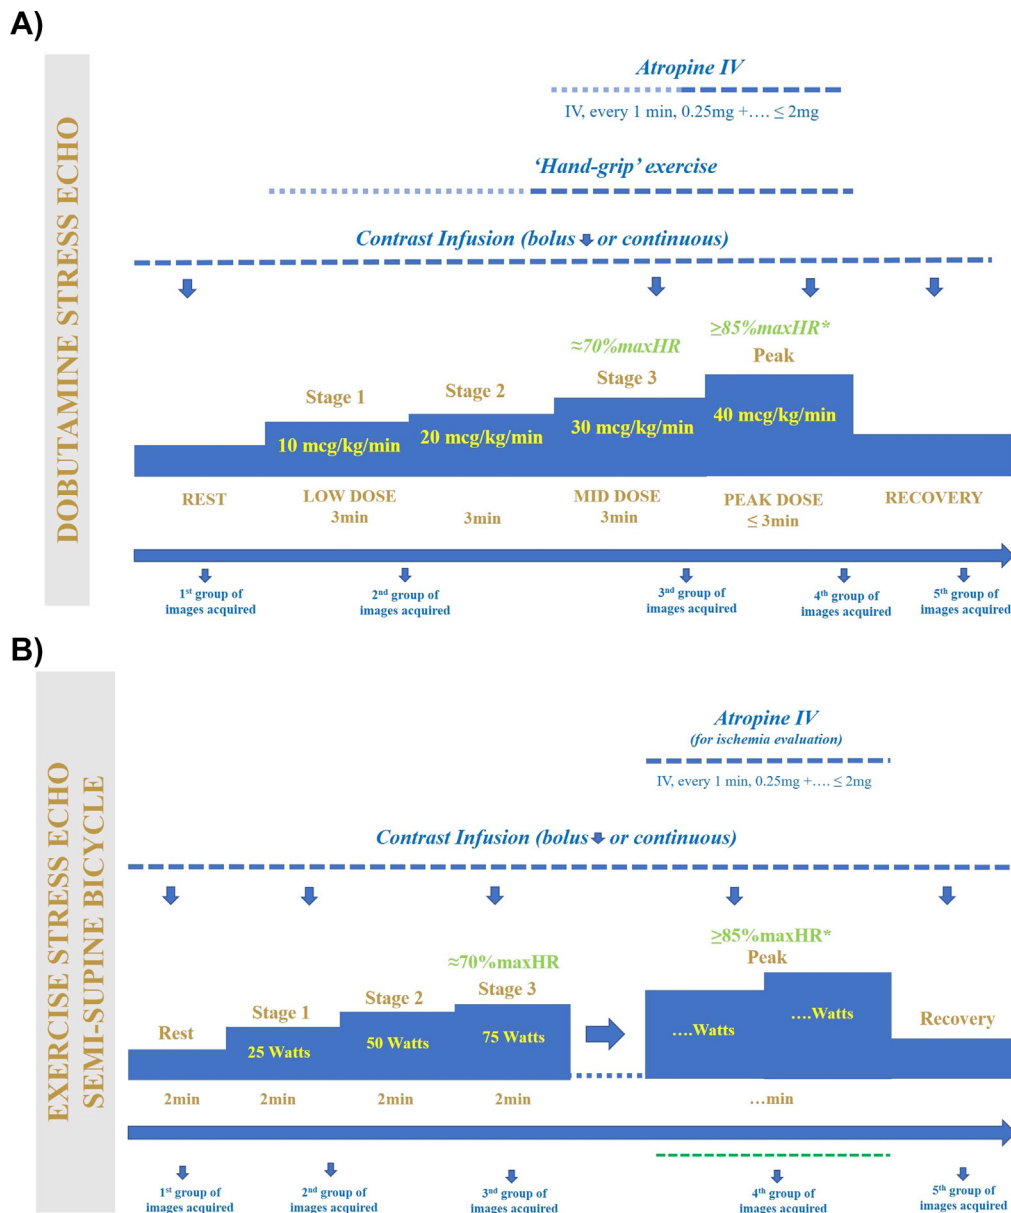 A)
DOBUTAMINE STRESS ECHO
Atropine IV
IV, every 1 min, 0.25mg +…. ≤ 2mg
‘Hand-grip’ exercise
Contrast Infusion (bolus or continuous)
≈70%maxHR
≥85%maxHR*
Stage 1
Stage 2
Stage 3
Peak
10 mcg/kg/min
20 mcg/kg/min
30 mcg/kg/min
40 mcg/kg/min
REST
LOW DOSE
3min
3min
MID DOSE
3min
PEAK DOSE
≤ 3min
RECOVERY
1st group of
images acquired
2nd group of
images acquired
3nd group of
images acquired
4th group of
images acquired
5th group of
images acquired
B)
EXERCISE STRESS ECHO
SEMI-SUPINE BICYCLE
Atropine IV
(for ischemia evaluation)
IV, every 1 min, 0.25mg +…. ≤ 2mg
Contrast Infusion (bolus or continuous)
≈70%maxHR
≥85%maxHR*
Rest
Stage 1
Stage 2
Stage 3
Peak
Recovery
25 Watts
50 Watts
75 Watts
….Watts
….Watts
2min
2min
2min
2min
…min
1st group of
images acquired
2nd group of
images acquired
3nd group of
images acquired
4th group of
images acquired
5th group of
images acquired